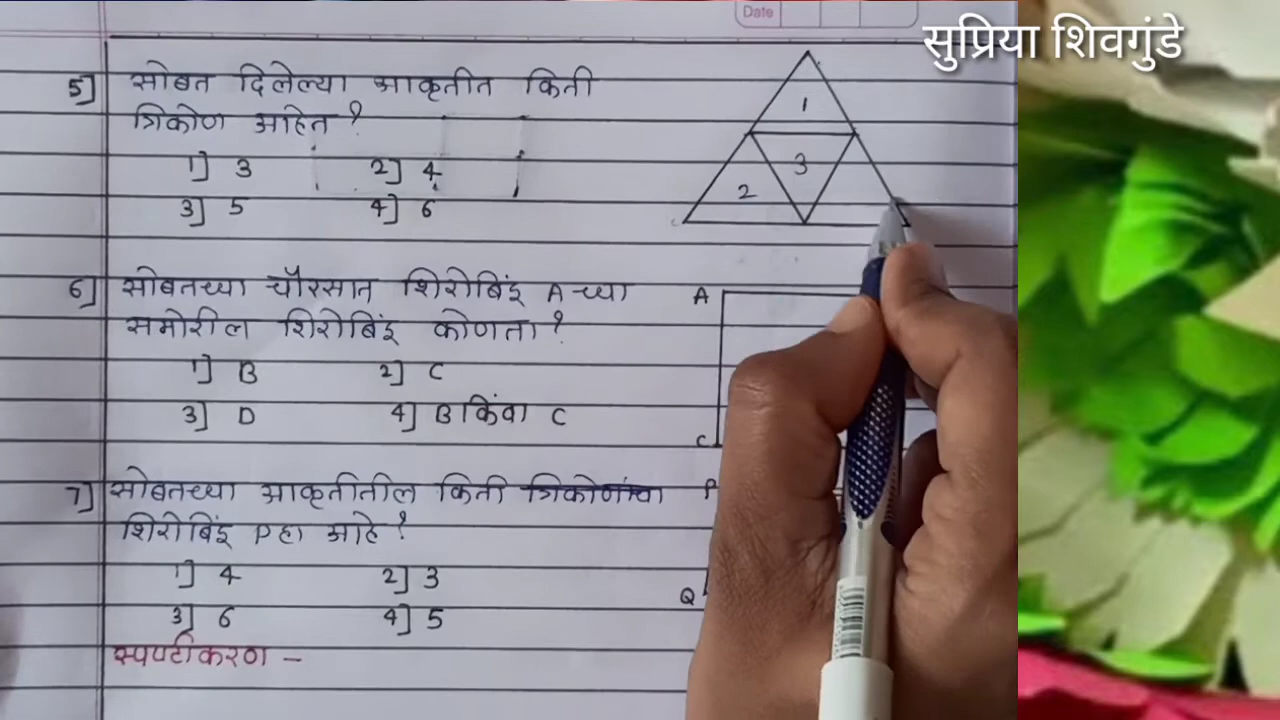 Date
सुप्रिया शिवगुंडे
5] सोबत दिलेल्या आकृतीत किती
त्रिकोण आहेत?
1] 3 2] 4
3] 5 4] 6
1
2 3
6] सोबतच्या चौरसात शिरोबिंदू A च्या
समोरील शिरोबिंदू कोणता?
1] B 2] C
3] D 4] B किंवा C
A
C
7] सोबतच्या आकृतीतील किती त्रिकोणांचा
शिरोबिंदू P हा आहे?
1] 4 2] 3
3] 6 4] 5
P
Q
स्पष्टीकरण -